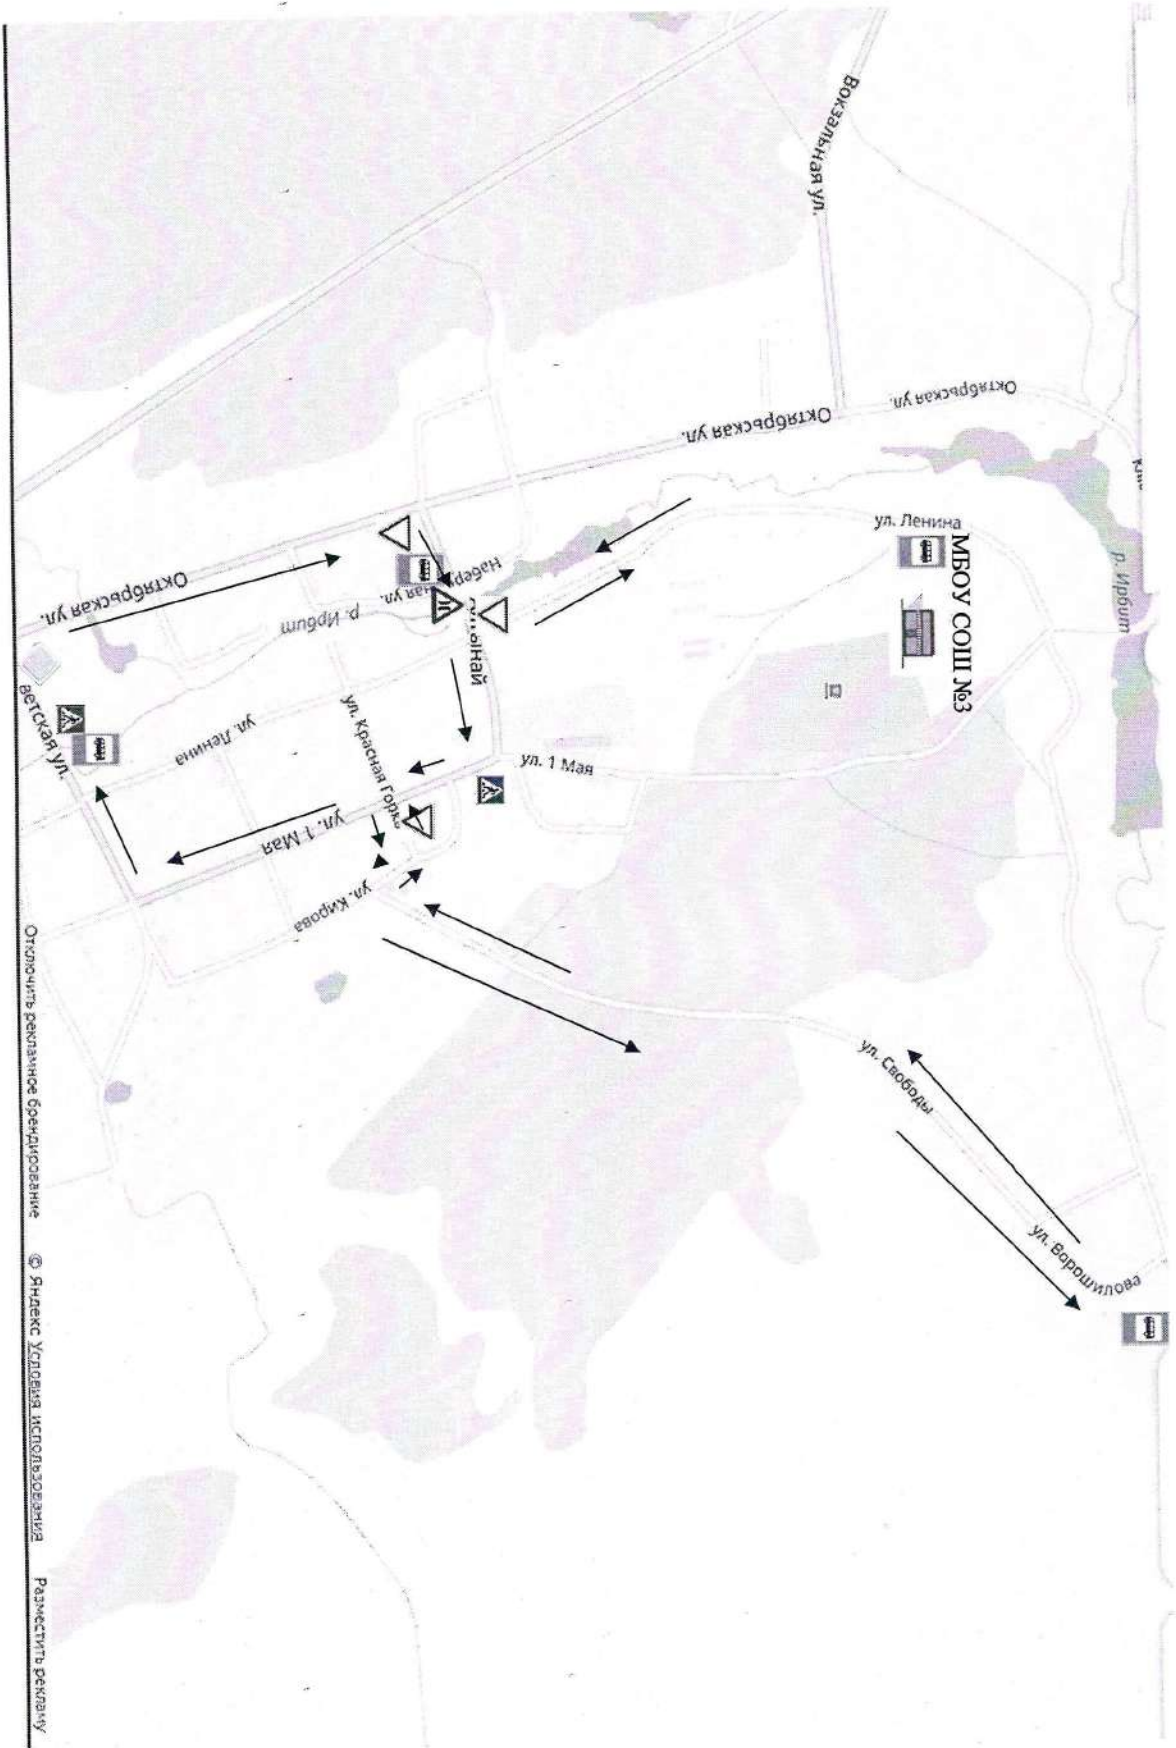 Вокзальная ул.
Октябрьская ул.
Октябрьская ул.
ул. Ленина
МБОУ СОШ №3
р. Ирбит
Октябрьская ул.
р. Ирбит
ул. Ленина
ул. Красная Горка
ул. 1 Мая
ул. 1 Мая
ул. Кирова
ул. Свободы
ул. Ворошилова
ветская ул.
Отключить рекламное брендирование
© Яндекс Условия использования
Разместить рекламу